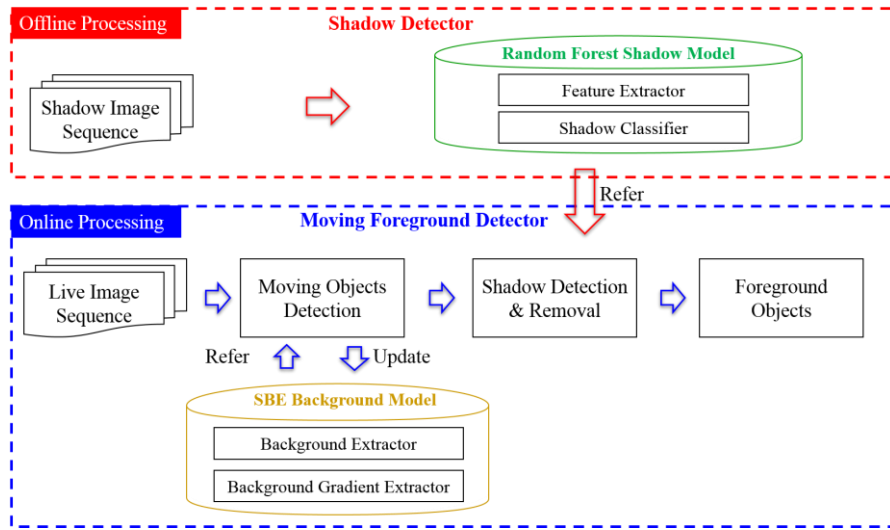 Offline Processing
Shadow Detector
Random Forest Shadow Model
Shadow Image
Sequence
Feature Extractor
Shadow Classifier
Refer
Online Processing
Moving Foreground Detector
Live Image
Sequence
Moving Objects
Detection
Shadow Detection
& Removal
Foreground
Objects
Refer
Update
SBE Background Model
Background Extractor
Background Gradient Extractor